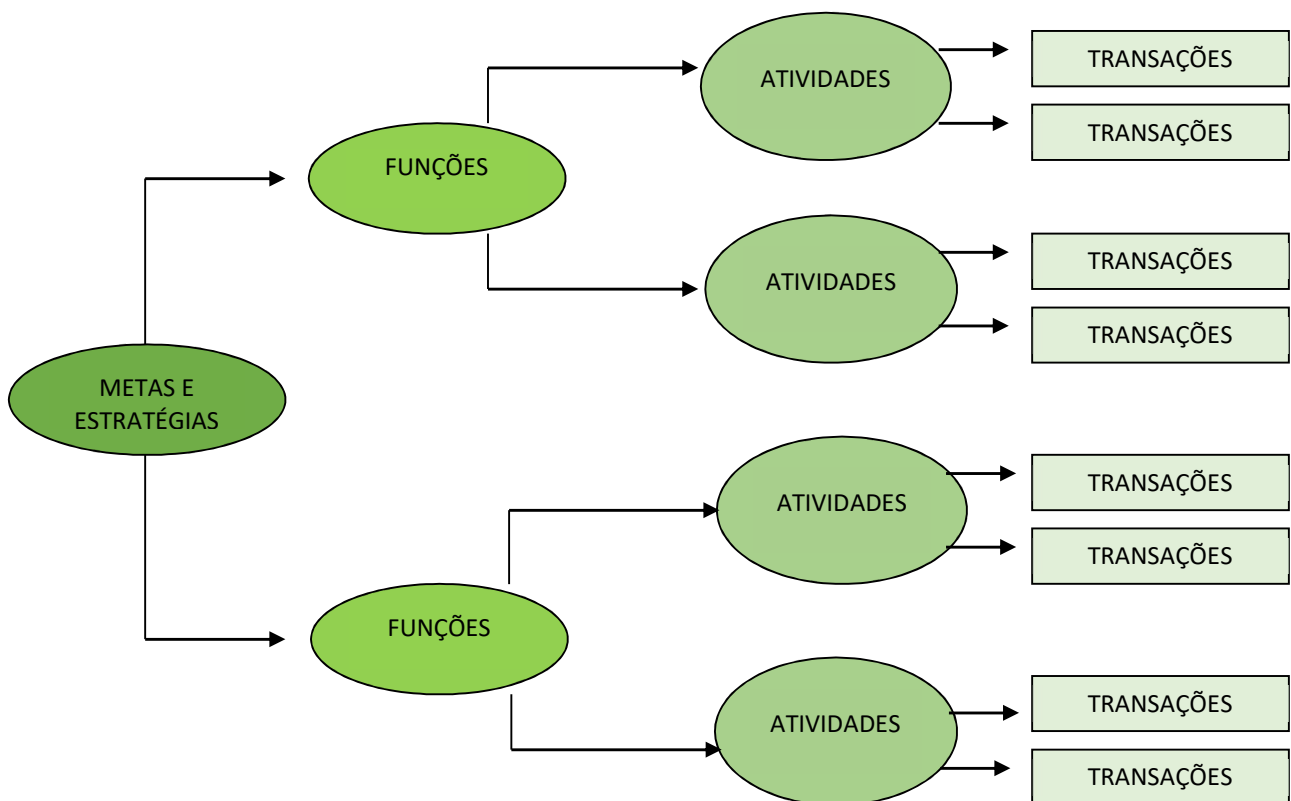 TRANSAÇÕES
ATIVIDADES
TRANSAÇÕES
FUNÇÕES
TRANSAÇÕES
ATIVIDADES
TRANSAÇÕES
METAS E
ESTRATÉGIAS
TRANSAÇÕES
ATIVIDADES
TRANSAÇÕES
FUNÇÕES
TRANSAÇÕES
ATIVIDADES
TRANSAÇÕES